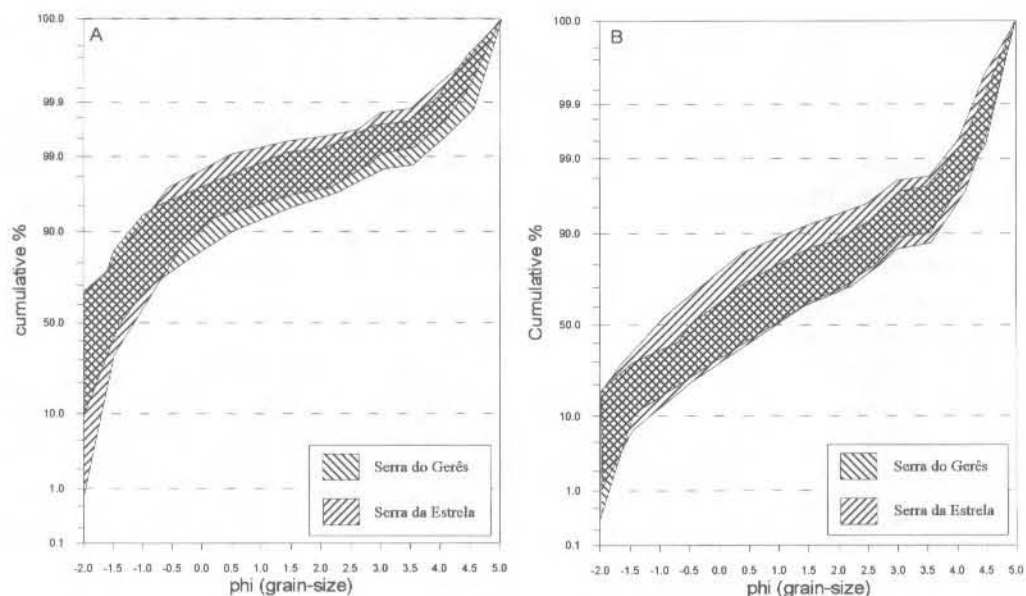 A
100.0
99.9
99.0
90.0
50.0
10.0
1.0
0.1
cumulative %
-2.0 -1.5 -1.0 -0.5 0.0 0.5 1.0 1.5 2.0 2.5 3.0 3.5 4.0 4.5 5.0
phi (grain-size)
Serra do Gerês
Serra da Estrela
B
100.0
99.9
99.0
90.0
50.0
10.0
1.0
0.1
Cumulative %
-2.0 -1.5 -1.0 -0.5 0.0 0.5 1.0 1.5 2.0 2.5 3.0 3.5 4.0 4.5 5.0
Phi (grain-size)
Serra do Gerês
Serra da Estrela